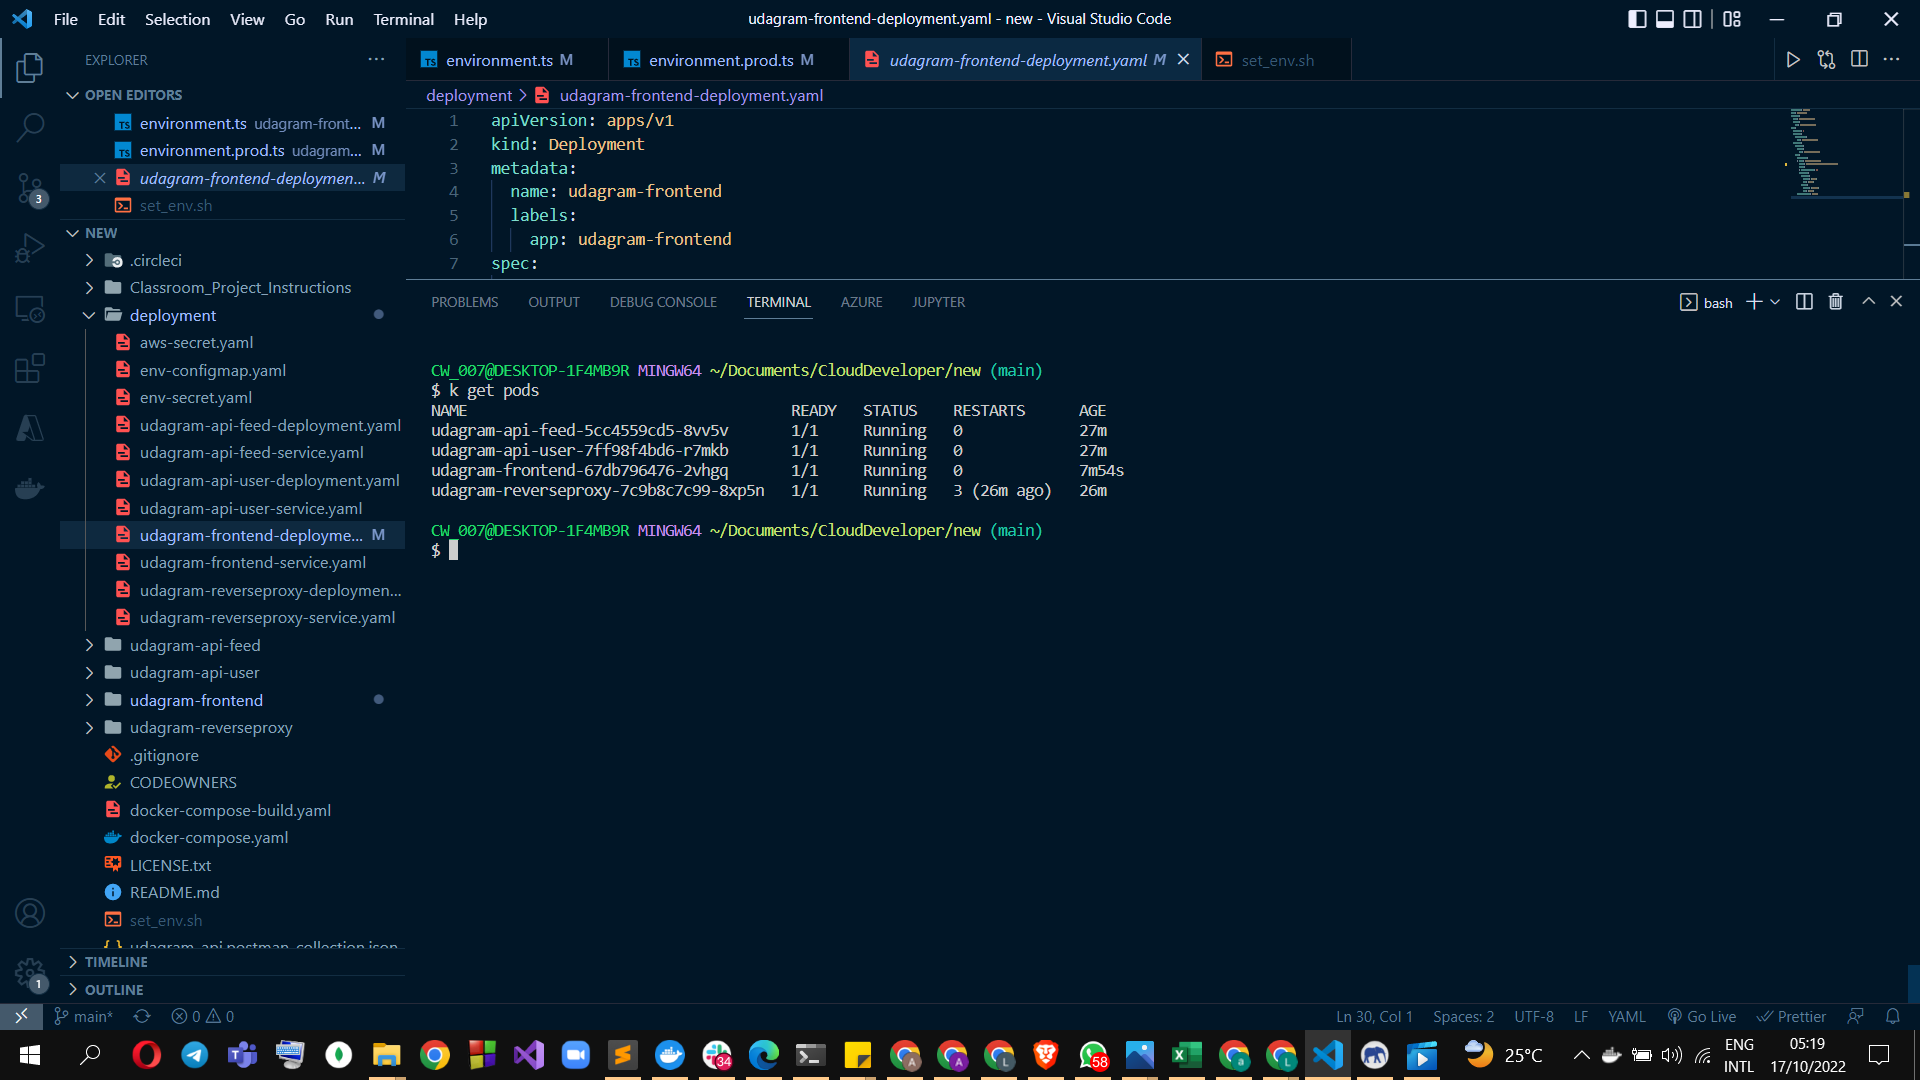 File Edit Selection View Go Run Terminal Help
udagram-frontend-deployment.yaml - new - Visual Studio Code
EXPLORER
OPEN EDITORS
environment.ts udagram-front... M
environment.prod.ts udagram... M
udagram-frontend-deploymen... M
set_env.sh
NEW
.circleci
Classroom_Project_Instructions
deployment
aws-secret.yaml
env-configmap.yaml
env-secret.yaml
udagram-api-feed-deployment.yaml
udagram-api-feed-service.yaml
udagram-api-user-deployment.yaml
udagram-api-user-service.yaml
udagram-frontend-deployme... M
udagram-frontend-service.yaml
udagram-reverseproxy-deploymen...
udagram-reverseproxy-service.yaml
udagram-api-feed
udagram-api-user
udagram-frontend
udagram-reverseproxy
.gitignore
CODEOWNERS
docker-compose-build.yaml
docker-compose.yaml
LICENSE.txt
README.md
set_env.sh
udagram_api.postman_collection.json
TIMELINE
OUTLINE
3
1
environment.ts M
environment.prod.ts M
udagram-frontend-deployment.yaml M
set_env.sh
deployment > udagram-frontend-deployment.yaml
1 apiVersion: apps/v1
2 kind: Deployment
3 metadata:
4 name: udagram-frontend
5 labels:
6 app: udagram-frontend
7 spec:
PROBLEMS OUTPUT DEBUG CONSOLE TERMINAL AZURE JUPYTER
bash
CW_007@DESKTOP-1F4MB9R MINGW64 ~/Documents/CloudDeveloper/new (main)
$ k get pods
NAME READY STATUS RESTARTS AGE
udagram-api-feed-5cc4559cd5-8vv5v 1/1 Running 0 27m
udagram-api-user-7ff98f4bd6-r7mkb 1/1 Running 0 27m
udagram-frontend-67db796476-2vhgq 1/1 Running 0 7m54s
udagram-reverseproxy-7c9b8c7c99-8xp5n 1/1 Running 3 (26m ago) 26m
CW_007@DESKTOP-1F4MB9R MINGW64 ~/Documents/CloudDeveloper/new (main)
$
main* 0 0
Ln 30, Col 1 Spaces: 2 UTF-8 LF YAML Go Live Prettier
34
58
25°C
ENG
INTL
05:19
17/10/2022